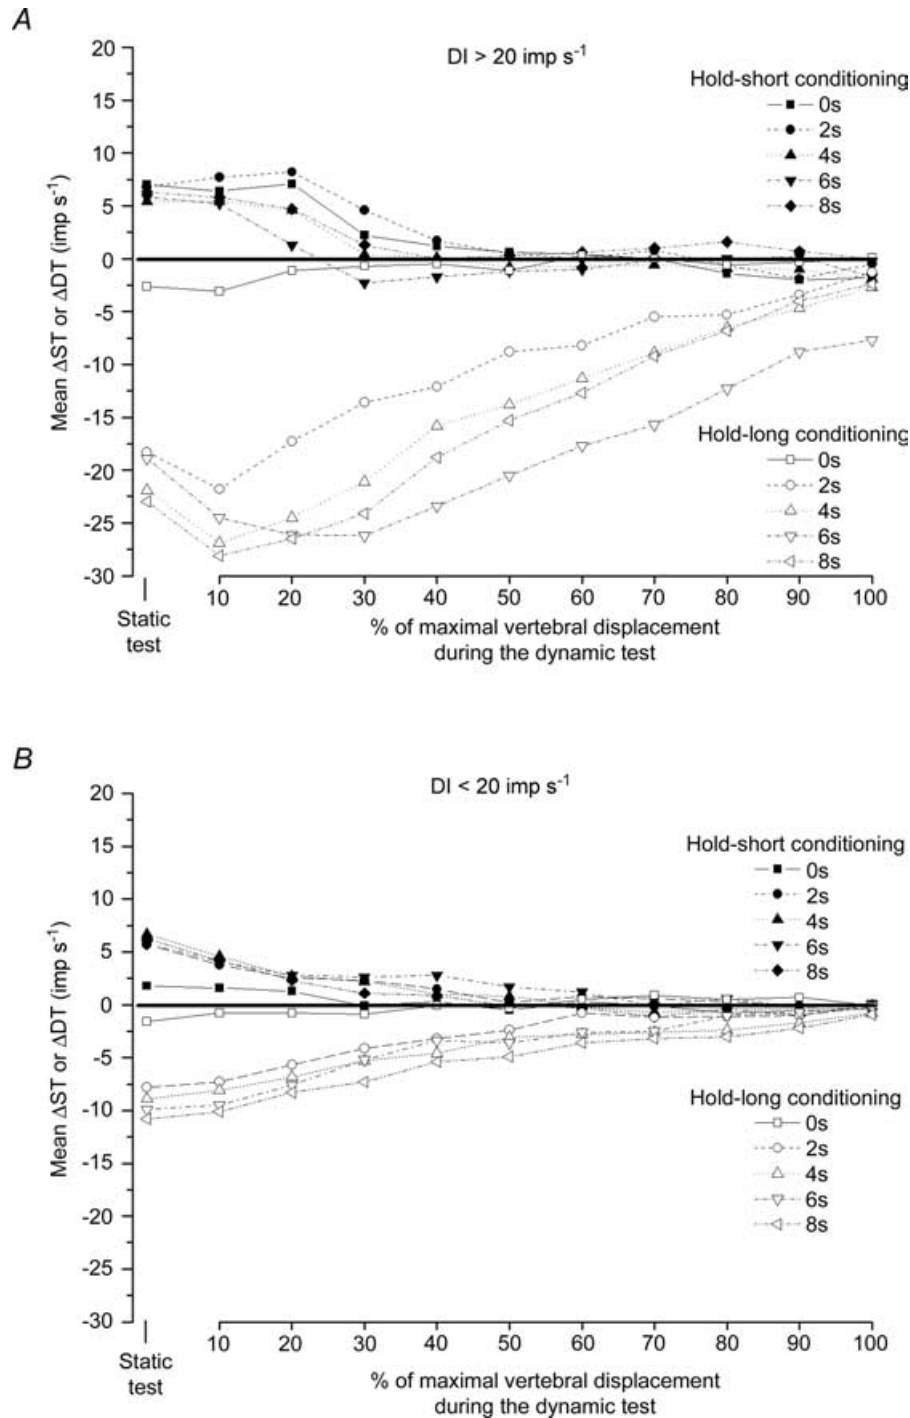 A
DI > 20 imp s⁻¹
Hold-short conditioning
0s
2s
4s
6s
8s
Mean ΔST or ΔDT (imp s⁻¹)
20
15
10
5
0
-5
-10
-15
-20
-25
-30
Hold-long conditioning
0s
2s
4s
6s
8s
Static
test
10 20 30 40 50 60 70 80 90 100
% of maximal vertebral displacement
during the dynamic test
B
DI < 20 imp s⁻¹
Hold-short conditioning
0s
2s
4s
6s
8s
Mean ΔST or ΔDT (imp s⁻¹)
20
15
10
5
0
-5
-10
-15
-20
-25
-30
Hold-long conditioning
0s
2s
4s
6s
8s
Static
test
10 20 30 40 50 60 70 80 90 100
% of maximal vertebral displacement
during the dynamic test